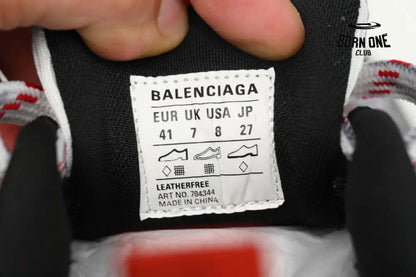 BORN ONE
CLUB
BALENCIAGA
EUR UK USA JP
41 7 8 27
LEATHERFREE
ART NO. 784344
MADE IN CHINA